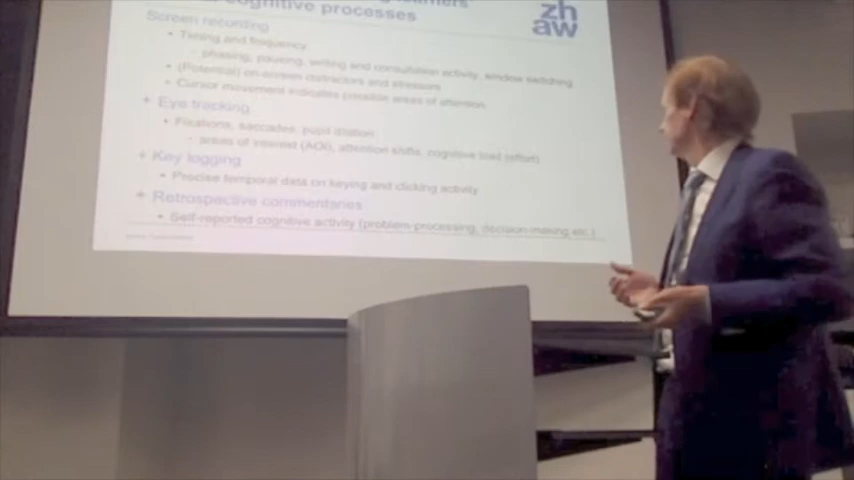 learners'
cognitive processes
zh
aw
Screen recording
• Timing and frequency
– phasing, pausing, writing and consultation activity, window switching
• (Potential) on-screen distractors and stressors
• Cursor movement indicates possible areas of attention
+ Eye tracking
• Fixations, saccades, pupil dilation
– areas of interest (AOI), attention shifts, cognitive load (effort)
+ Key logging
• Precise temporal data on keying and clicking activity
+ Retrospective commentaries
• Self-reported cognitive activity (problem-processing, decision-making etc.)